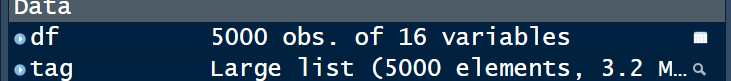 Data
df 5000 obs. of 16 variables
tag Large list (5000 elements, 3.2 M…